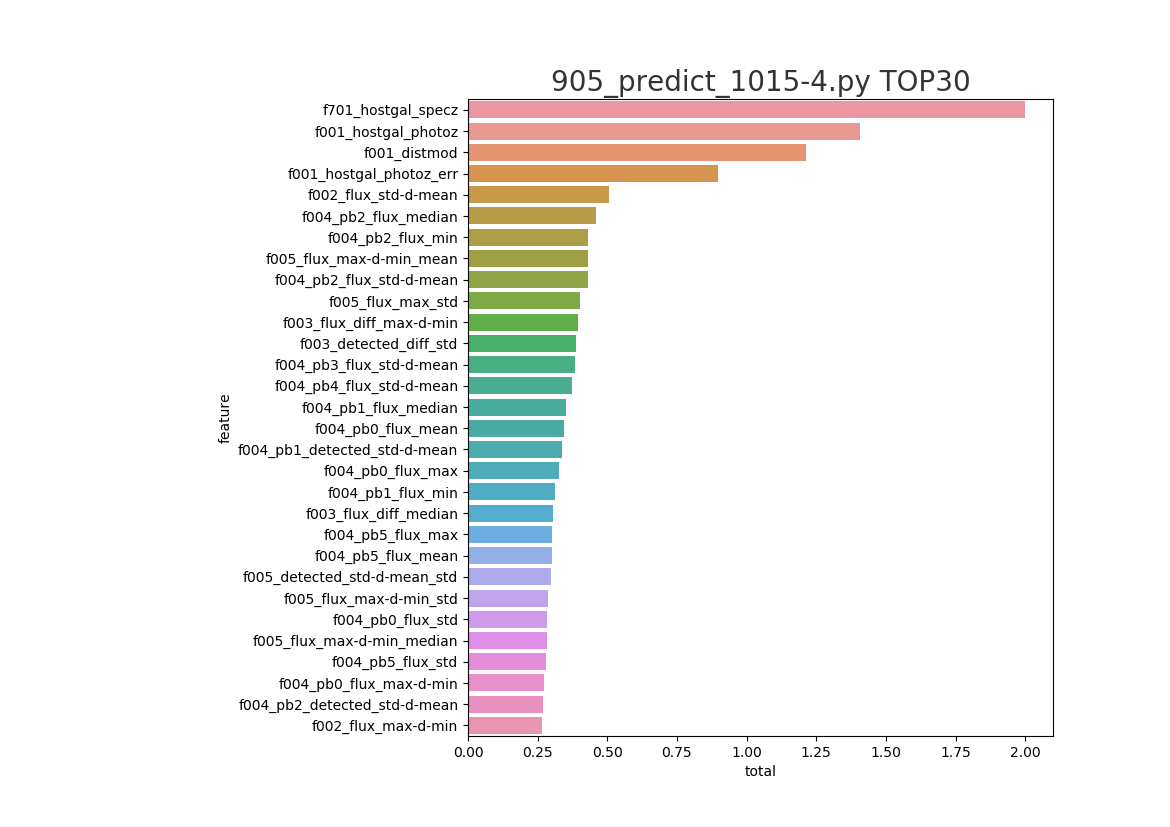 905_predict_1015-4.py TOP30
f701_hostgal_specz
f001_hostgal_photoz
f001_distmod
f001_hostgal_photoz_err
f002_flux_std-d-mean
f004_pb2_flux_median
f004_pb2_flux_min
f005_flux_max-d-min_mean
f004_pb2_flux_std-d-mean
f005_flux_max_std
f003_flux_diff_max-d-min
f003_detected_diff_std
f004_pb3_flux_std-d-mean
f004_pb4_flux_std-d-mean
f004_pb1_flux_median
f004_pb0_flux_mean
f004_pb1_detected_std-d-mean
f004_pb0_flux_max
f004_pb1_flux_min
f003_flux_diff_median
f004_pb5_flux_max
f004_pb5_flux_mean
f005_detected_std-d-mean_std
f005_flux_max-d-min_std
f004_pb0_flux_std
f005_flux_max-d-min_median
f004_pb5_flux_std
f004_pb0_flux_max-d-min
f004_pb2_detected_std-d-mean
f002_flux_max-d-min
feature
0.00 0.25 0.50 0.75 1.00 1.25 1.50 1.75 2.00
total